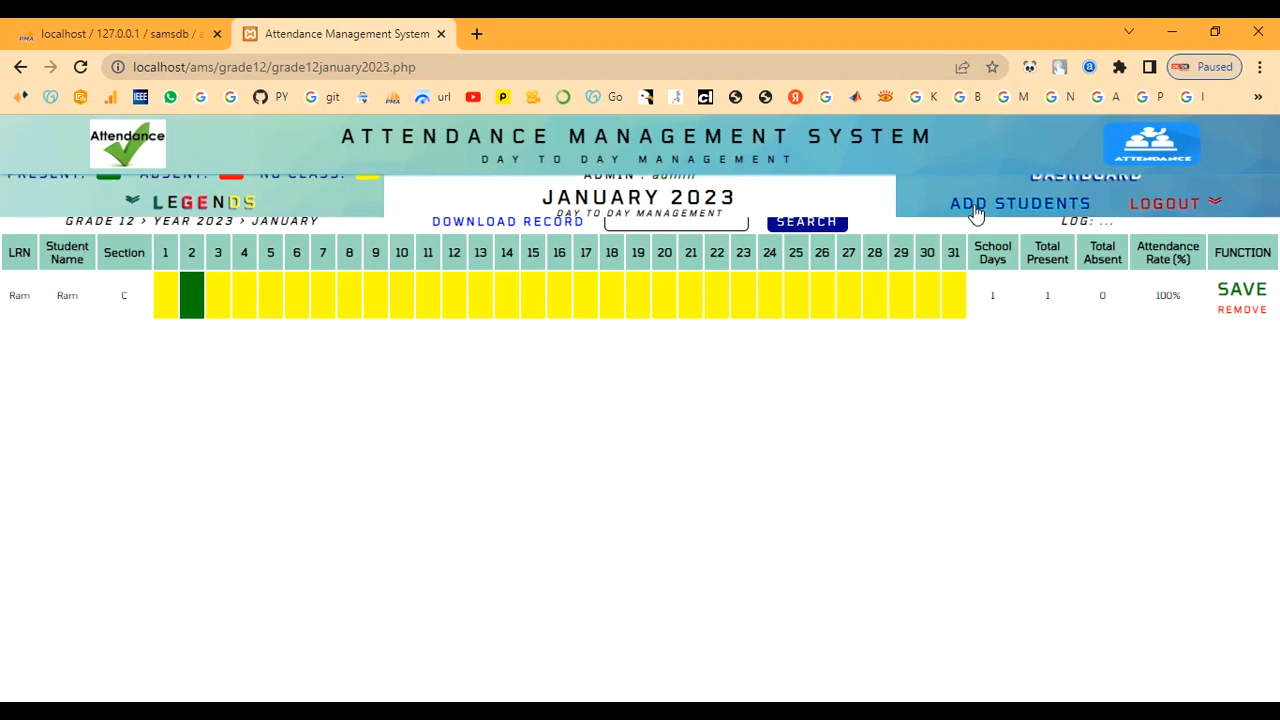 localhost / 127.0.0.1 / samsdb /
Attendance Management System
localhost/ams/grade12/grade12january2023.php
Paused
IEEE PY git PMA url Go K B M N A P I »
Attendance
ATTENDANCE MANAGEMENT SYSTEM
DAY TO DAY MANAGEMENT
ATTENDANCE
PRESENT: ABSENT: NO CLASS:
ADMIN : admin
DASHBOARD
LEGENDS
JANUARY 2023
DAY TO DAY MANAGEMENT
ADD STUDENTS
LOGOUT
GRADE 12 > YEAR 2023 > JANUARY
DOWNLOAD RECORD
SEARCH
LOG: ...
LRN Student Name Section 1 2 3 4 5 6 7 8 9 10 11 12 13 14 15 16 17 18 19 20 21 22 23 24 25 26 27 28 29 30 31 School Days Total Present Total Absent Attendance Rate (%) FUNCTION
Ram Ram C 1 1 0 100% SAVE
REMOVE